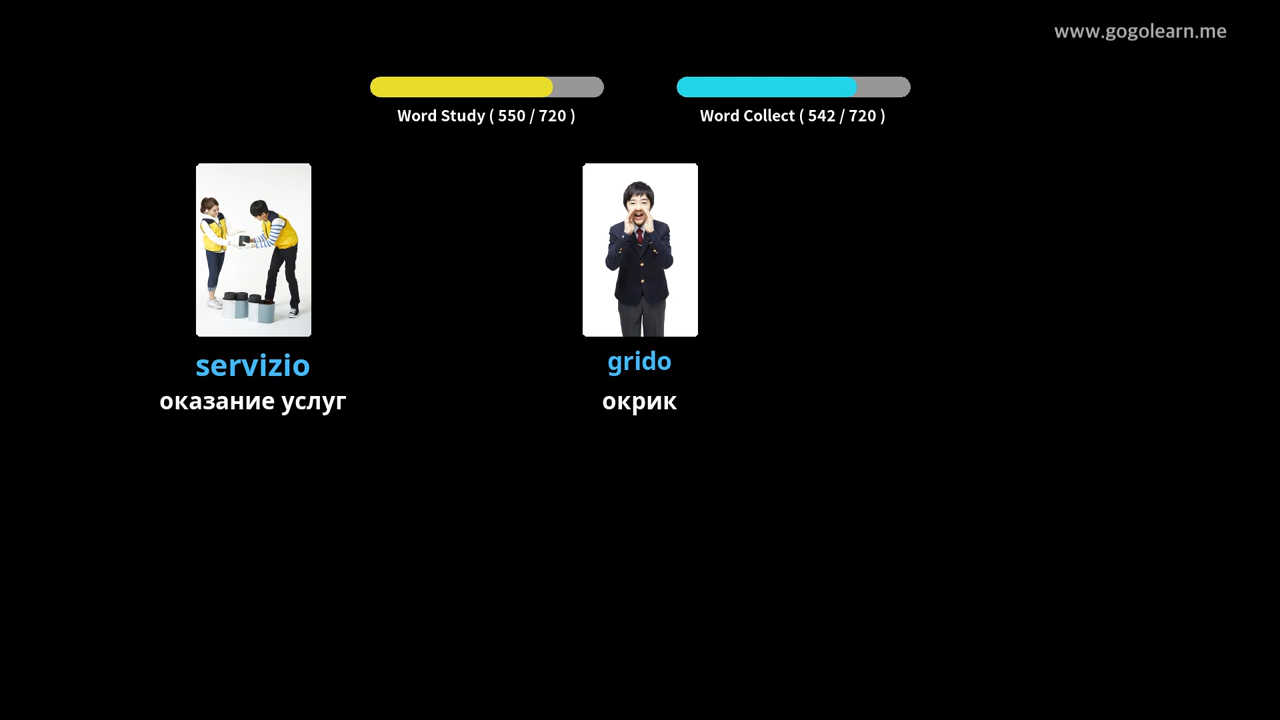 www.gogolearn.me
Word Study ( 550 / 720 )
Word Collect ( 542 / 720 )
servizio
оказание услуг
grido
окрик